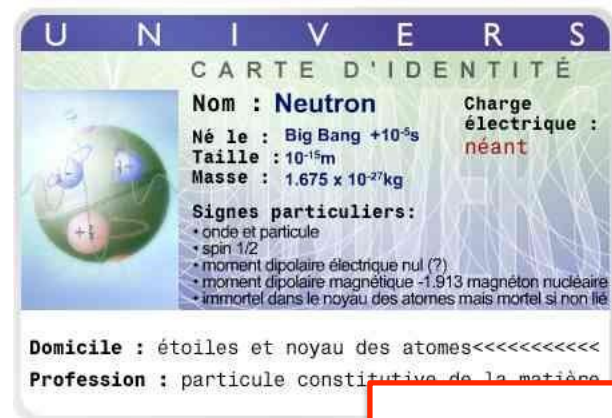 UNIVERS
CARTE D'IDENTITÉ
Nom : Neutron
Né le : Big Bang +10⁻⁵s
Taille : 10⁻¹⁵m
Masse : 1.675 x 10⁻²⁷kg
Charge
électrique :
néant
Signes particuliers:
• onde et particule
• spin 1/2
• moment dipolaire électrique nul (?)
• moment dipolaire magnétique -1.913 magnéton nucléaire
• immortel dans le noyau des atomes mais mortel si non lié
Domicile : étoiles et noyau des atomes<<<<<<<<<<<
Profession : particule constitutive de la matière